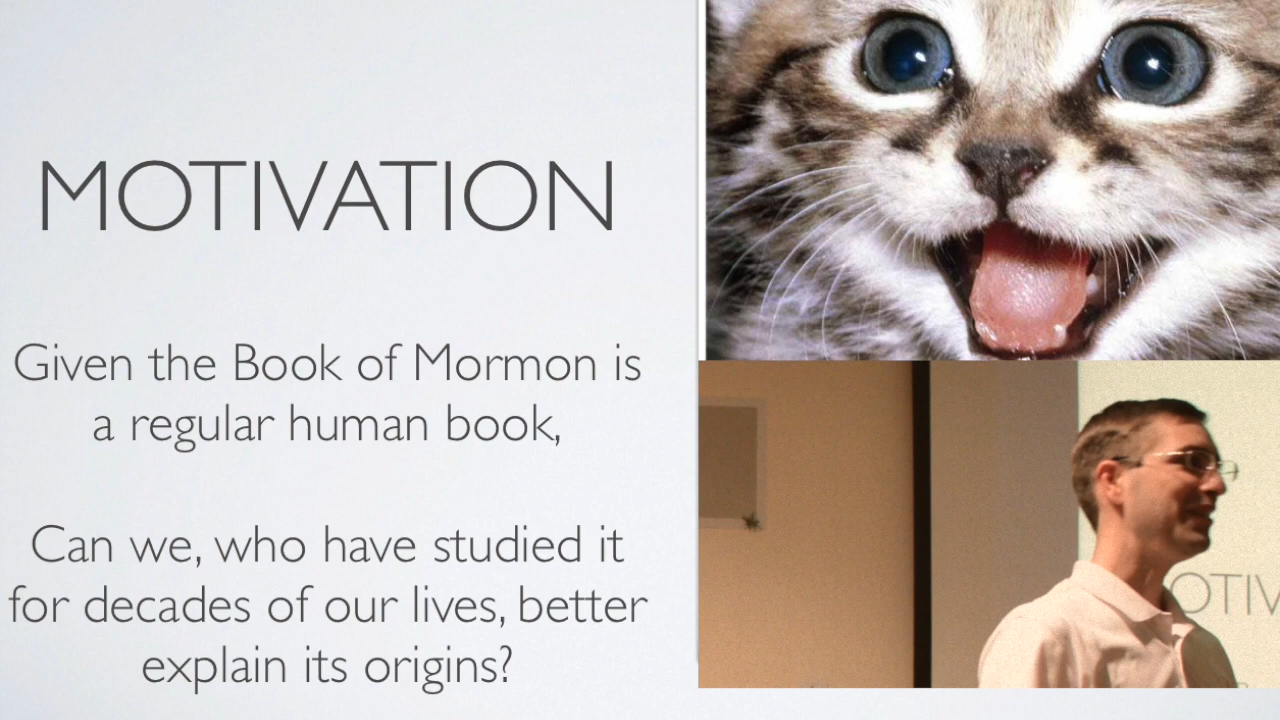 MOTIVATION
Given the Book of Mormon is
a regular human book,
Can we, who have studied it
for decades of our lives, better
explain its origins?
OTIV